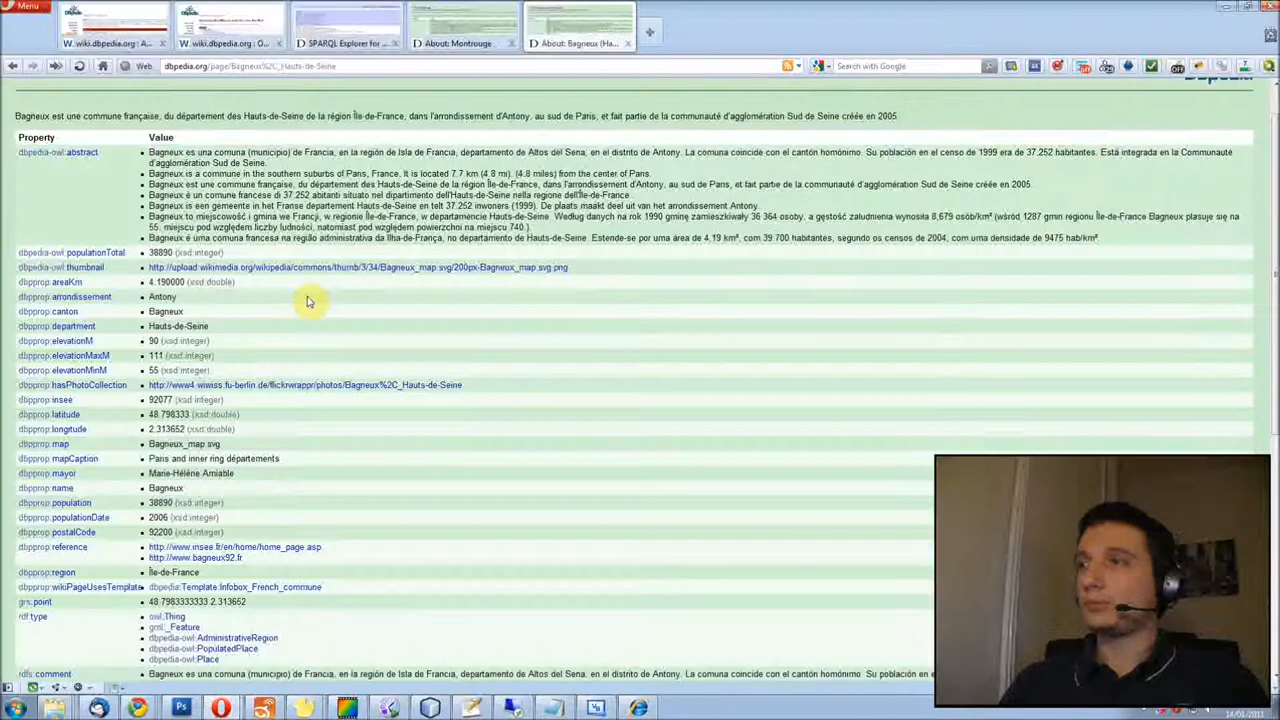 Menu
W. wiki.dbpedia.org : A...
W. wiki.dbpedia.org : O...
D SPARQL Explorer for ...
D About: Montrouge
D About: Bagneux (Ha...
Web
dbpedia.org/page/Bagneux%2C_Hauts-de-Seine
Search with Google
Bagneux est une commune française, du département des Hauts-de-Seine de la région Île-de-France, dans l'arrondissement d'Antony, au sud de Paris, et fait partie de la communauté d'agglomération Sud de Seine créée en 2005
Property Value
dbpedia-owl:abstract
Bagneux es una comuna (municipio) de Francia, en la región de Isla de Francia, departamento de Altos del Sena, en el distrito de Antony. La comuna coincide con el cantón homónimo. Su población en el censo de 1999 era de 37.252 habitantes. Está integrada en la Communauté
d'agglomération Sud de Seine.
Bagneux is a commune in the southern suburbs of Paris, France. It is located 7.7 km (4.8 mi). (4.8 miles) from the center of Paris.
Bagneux est une commune française, du département des Hauts-de-Seine de la région Île-de-France, dans l'arrondissement d'Antony, au sud de Paris, et fait partie de la communauté d'agglomération Sud de Seine créée en 2005.
Bagneux è un comune francese di 37.252 abitanti situato nel dipartimento dell'Hauts-de-Seine nella regione dell'Île-de-France.
Bagneux is een gemeente in het Franse departement Hauts-de-Seine en telt 37.252 inwoners (1999). De plaats maakt deel uit van het arrondissement Antony.
Bagneux to miejscowość i gmina we Francji, w regionie Île-de-France, w departamencie Hauts-de-Seine. Według danych na rok 1990 gminę zamieszkiwały 36 364 osoby, a gęstość zaludnienia wynosiła 8,679 osób/km² (wśród 1287 gmin regionu Île-de-France Bagneux plasuje się na
55. miejscu pod względem liczby ludności, natomiast pod względem powierzchni na miejscu 740.)
Bagneux é uma comuna francesa na região administrativa da Ilha-de-França, no departamento de Hauts-de-Seine. Estende-se por uma área de 4,19 km², com 39 700 habitantes, segundo os censos de 2004, com uma densidade de 9475 hab/km²
dbpedia-owl:populationTotal 38890 (xsd:integer)
dbpedia-owl:thumbnail http://upload.wikimedia.org/wikipedia/commons/thumb/3/34/Bagneux_map.svg/200px-Bagneux_map.svg.png
dbpprop:areaKm 4.190000 (xsd:double)
dbpprop:arrondissement Antony
dbpprop:canton Bagneux
dbpprop:department Hauts-de-Seine
dbpprop:elevationM 90 (xsd:integer)
dbpprop:elevationMaxM 111 (xsd:integer)
dbpprop:elevationMinM 55 (xsd:integer)
dbpprop:hasPhotoCollection http://www4.wiwiss.fu-berlin.de/flickrwrappr/photos/Bagneux%2C_Hauts-de-Seine
dbpprop:insee 92077 (xsd:integer)
dbpprop:latitude 48.798333 (xsd:double)
dbpprop:longitude 2.313652 (xsd:double)
dbpprop:map Bagneux_map.svg
dbpprop:mapCaption Paris and inner ring départements
dbpprop:mayor Marie-Hélène Amiable
dbpprop:name Bagneux
dbpprop:population 38890 (xsd:integer)
dbpprop:populationDate 2006 (xsd:integer)
dbpprop:postalCode 92200 (xsd:integer)
dbpprop:reference http://www.insee.fr/en/home/home_page.asp
http://www.bagneux92.fr
dbpprop:region Île-de-France
dbpprop:wikiPageUsesTemplate dbpedia:Template:Infobox_French_commune
grs:point 48.7983333333 2.313652
rdf:type owl:Thing
gml:_Feature
dbpedia-owl:AdministrativeRegion
dbpedia-owl:PopulatedPlace
dbpedia-owl:Place
rdfs:comment Bagneux es una comuna (municipio) de Francia, en la región de Isla de Francia, departamento de Altos del Sena, en el distrito de Antony. La comuna coincide con el cantón homónimo. Su población en el
14/01/2011